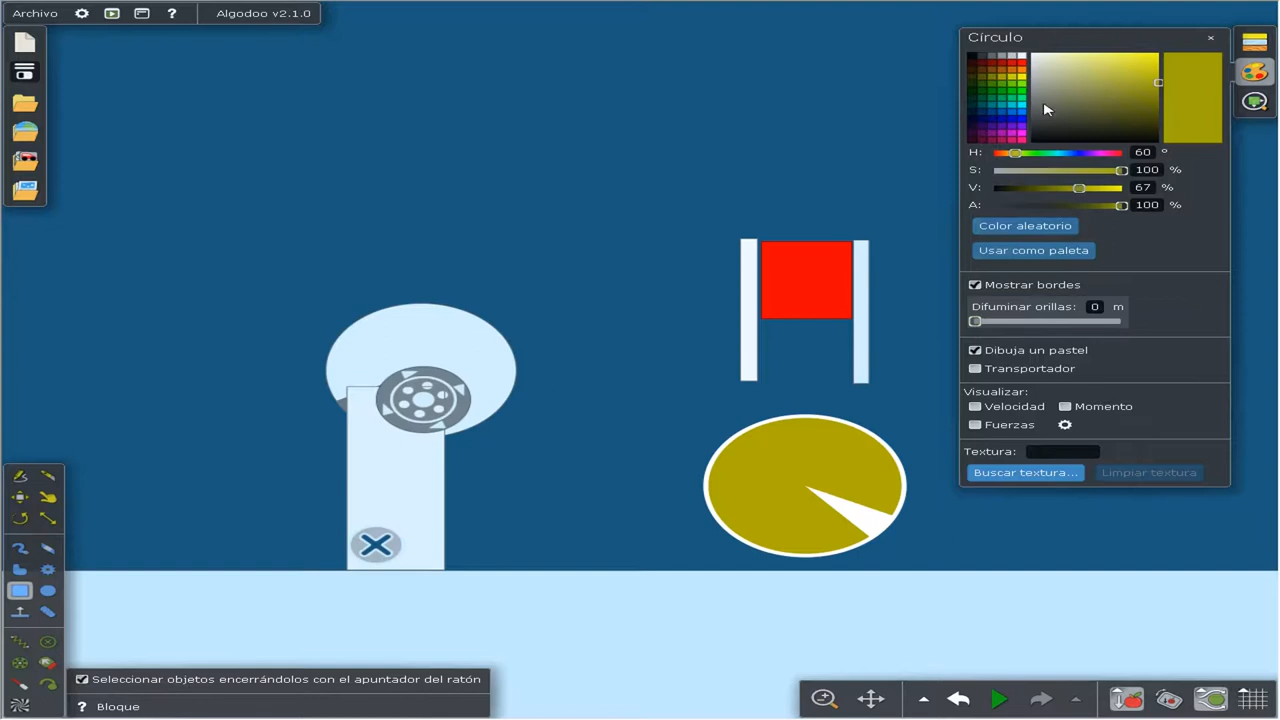 Archivo ? Algodoo v2.1.0
Círculo ×
H: 60 °
S: 100 %
V: 67 %
A: 100 %
Color aleatorio
Usar como paleta
Mostrar bordes
Difuminar orillas: 0 m
Dibuja un pastel
Transportador
Visualizar:
Velocidad Momento
Fuerzas
Textura:
Buscar textura... Limpiar textura
Seleccionar objetos encerrándolos con el apuntador del ratón
? Bloque